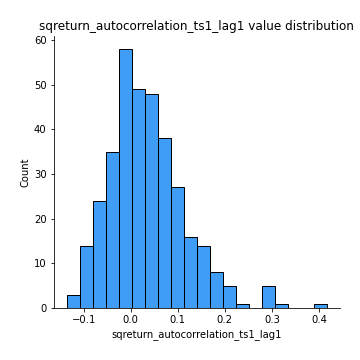 sqreturn_autocorrelation_ts1_lag1 value distribution
60
50
40
30
20
10
0
Count
−0.1 0.0 0.1 0.2 0.3 0.4
sqreturn_autocorrelation_ts1_lag1